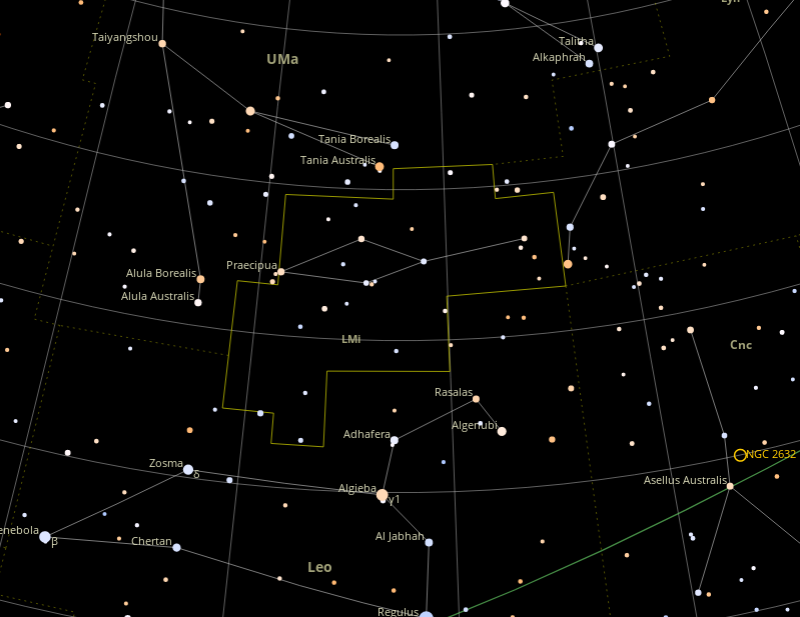 Lyn
Taiyangshou
Talitha
UMa
Alkaphrah
Tania Borealis
Tania Australis
Praecipua
Alula Borealis
Alula Australis
LMi
Cnc
Rasalas
Algenubi
Adhafera
NGC 2632
Zosma
δ
Asellus Australis
Algieba
γ1
enebola
β
Chertan
Al Jabhah
Leo
Regulus